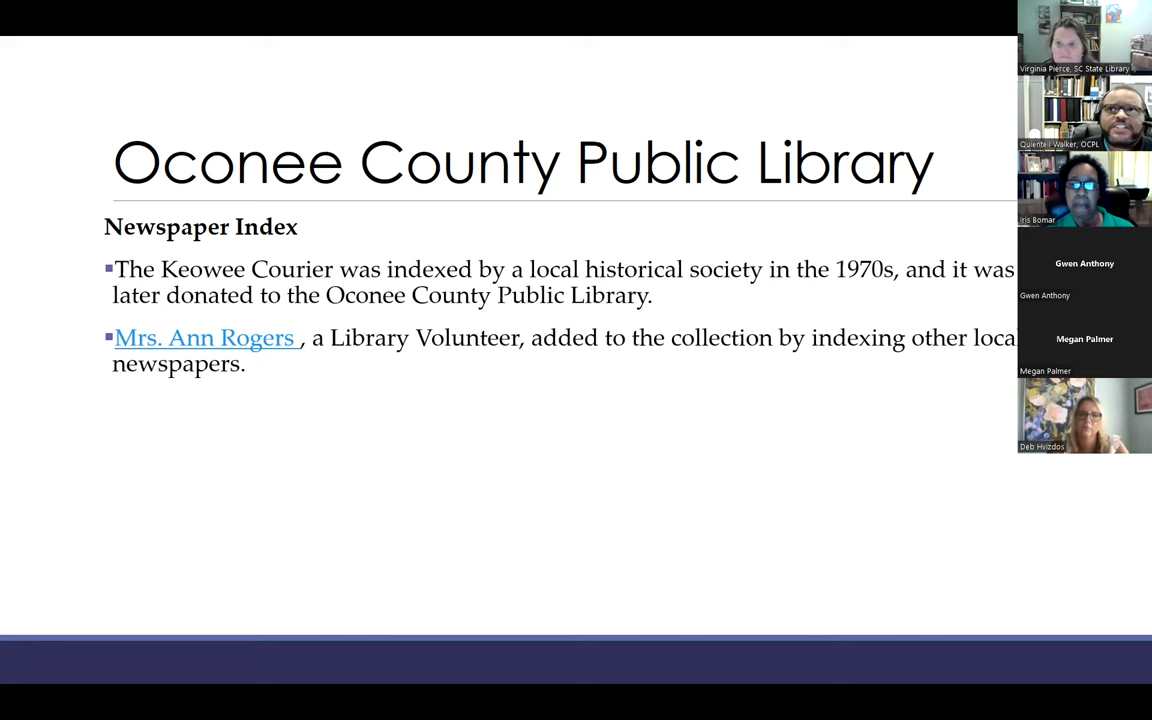 Oconee County Public Library
Newspaper Index
▪The Keowee Courier was indexed by a local historical society in the 1970s, and it was
later donated to the Oconee County Public Library.
▪Mrs. Ann Rogers , a Library Volunteer, added to the collection by indexing other local
newspapers.
Virginia Pierce, SC State Library
Quientell Walker, OCPL
Iris Bomar
Gwen Anthony
Gwen Anthony
Megan Palmer
Megan Palmer
Deb Hvizdos